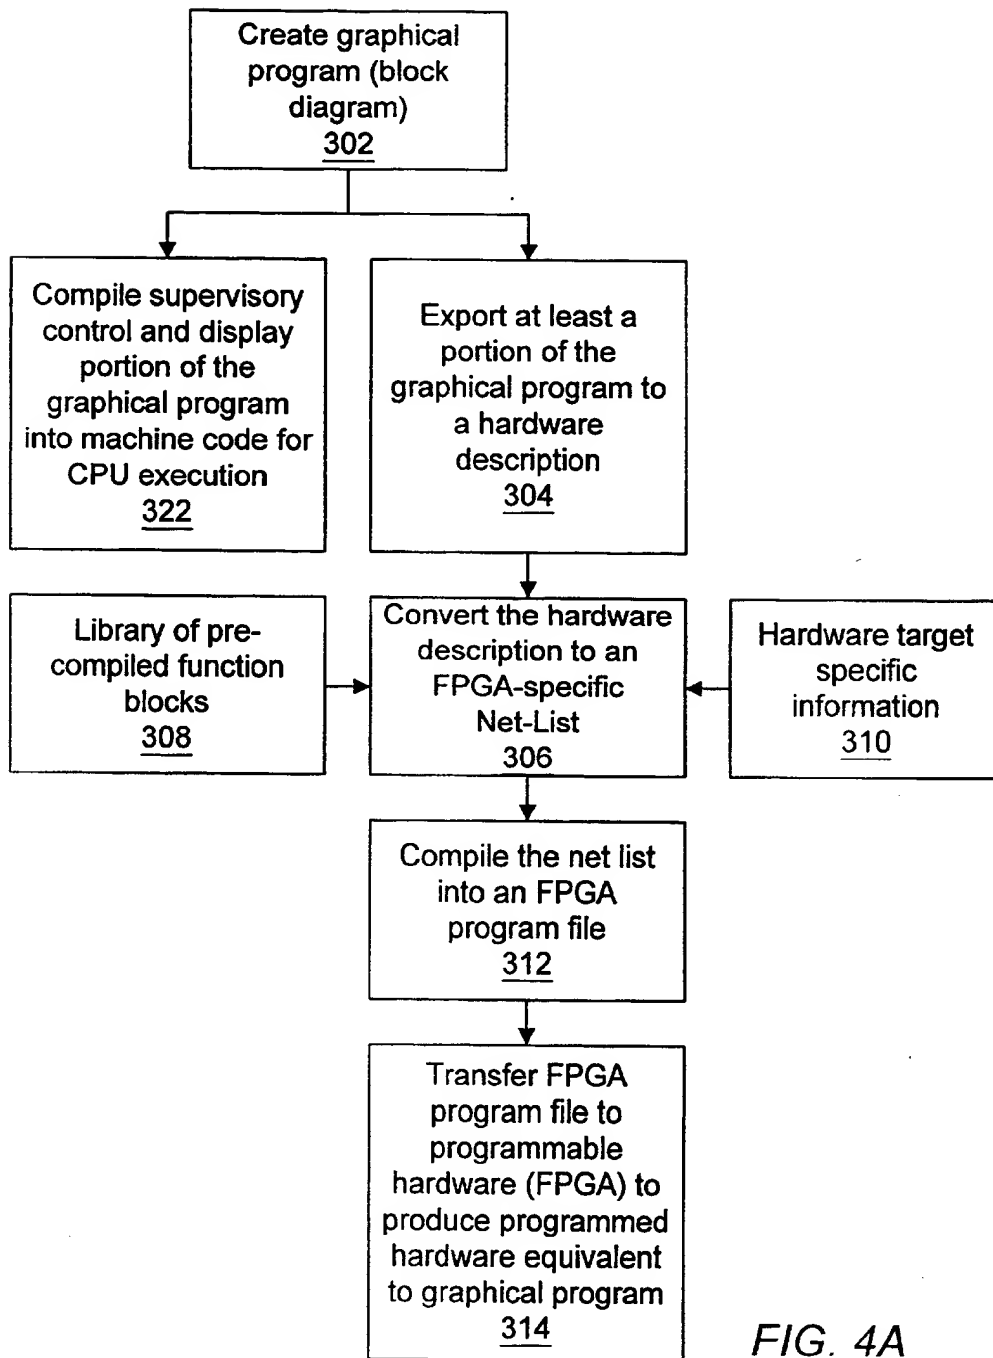 Create graphical
program (block
diagram)
302
Compile supervisory
control and display
portion of the
graphical program
into machine code for
CPU execution
322
Export at least a
portion of the
graphical program to
a hardware
description
304
Library of pre-
compiled function
blocks
308
Convert the hardware
description to an
FPGA-specific
Net-List
306
Hardware target
specific
information
310
Compile the net list
into an FPGA
program file
312
Transfer FPGA
program file to
programmable
hardware (FPGA) to
produce programmed
hardware equivalent
to graphical program
314
FIG. 4A